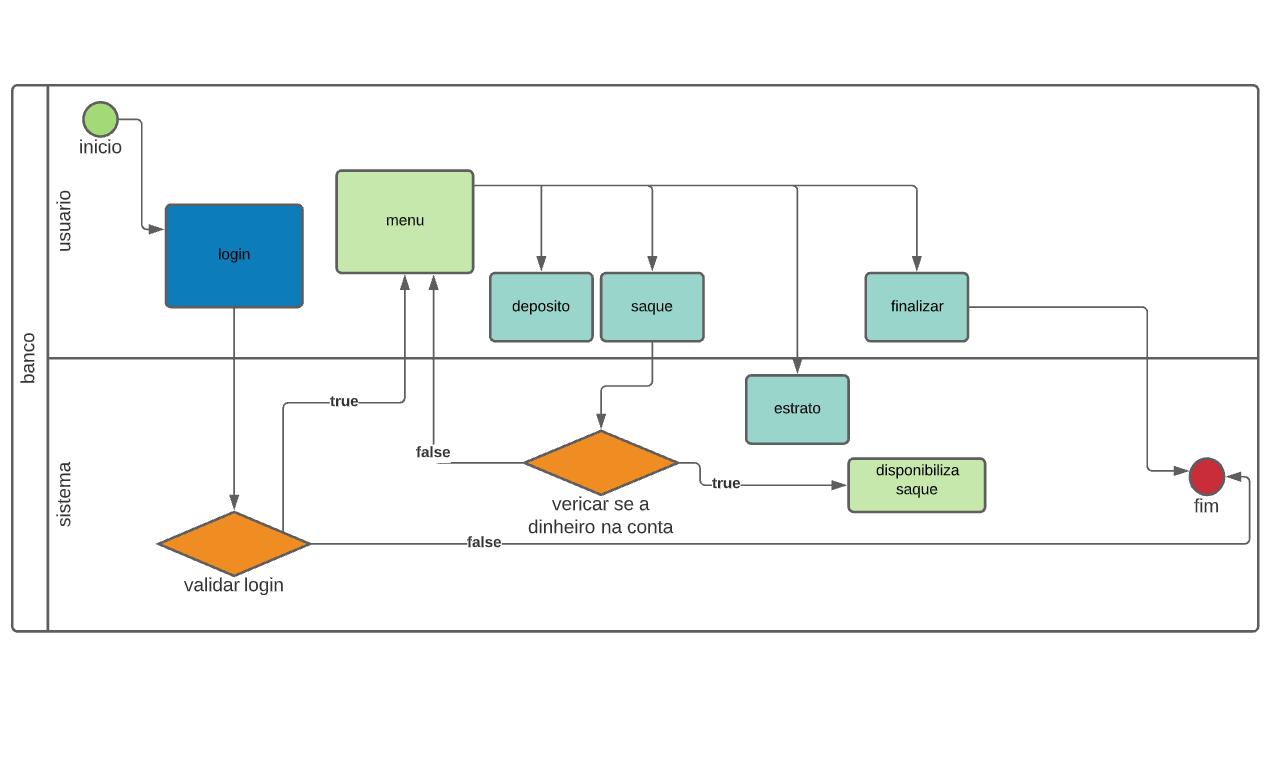 banco
usuario
inicio
login
menu
deposito
saque
finalizar
sistema
true
false
estrato
vericar se a
dinheiro na conta
true
disponibiliza
saque
fim
validar login
false